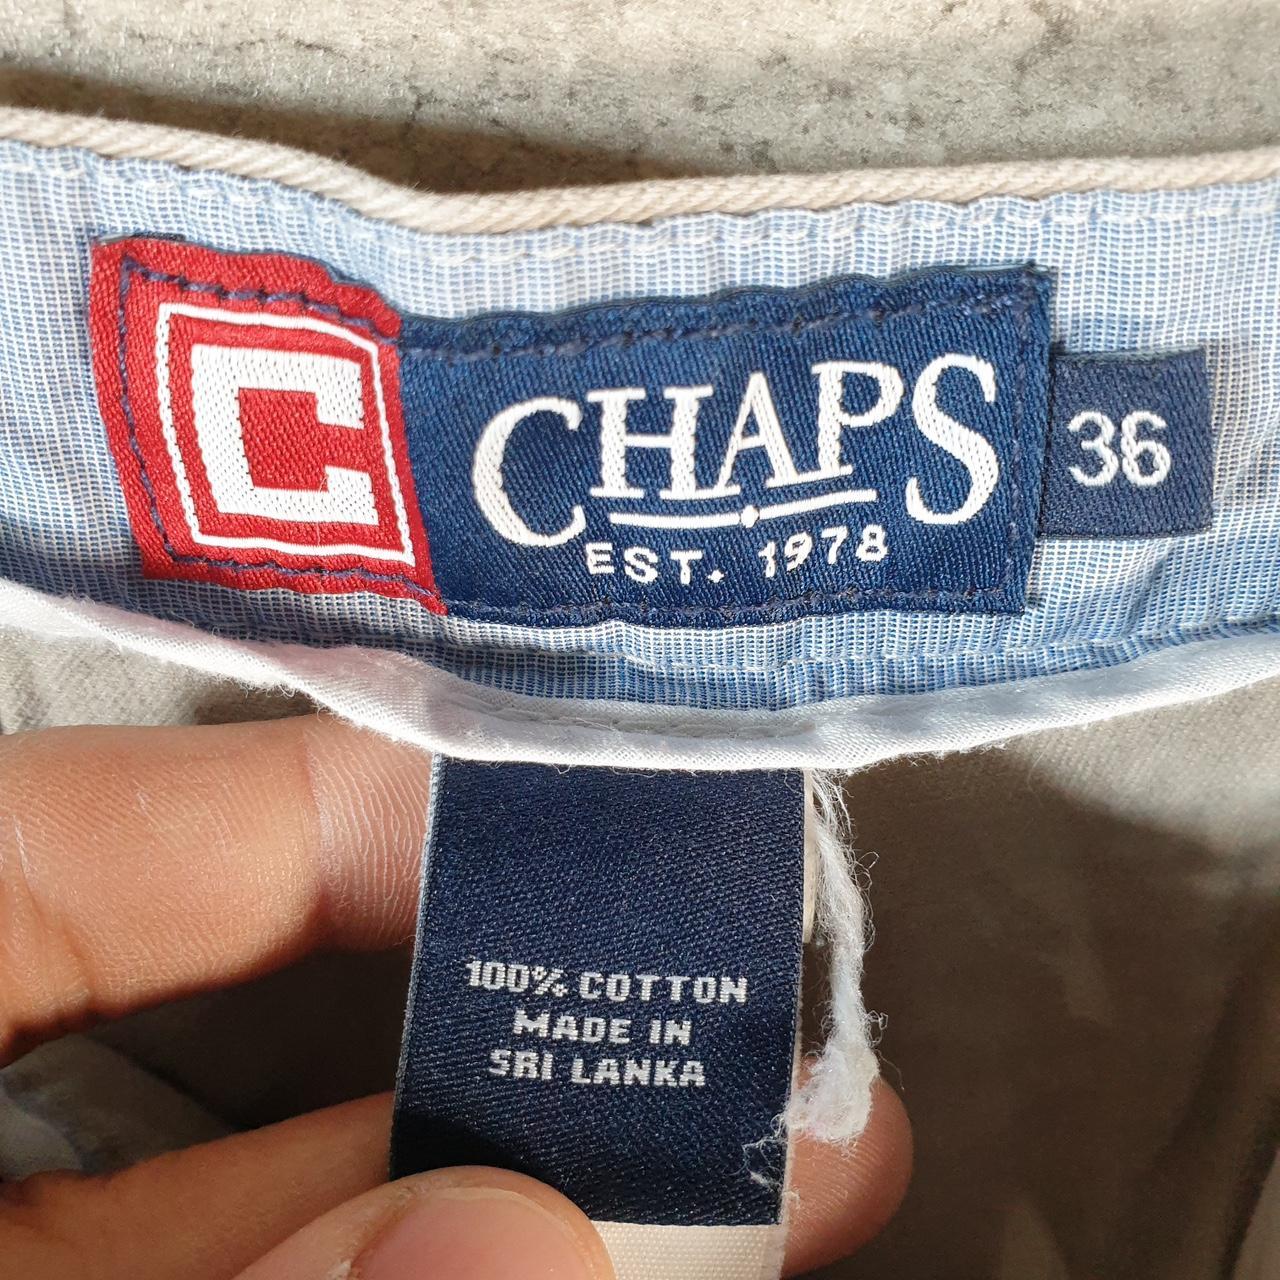 C
CHAPS
EST. 1978
36
100% COTTON
MADE IN
SRI LANKA